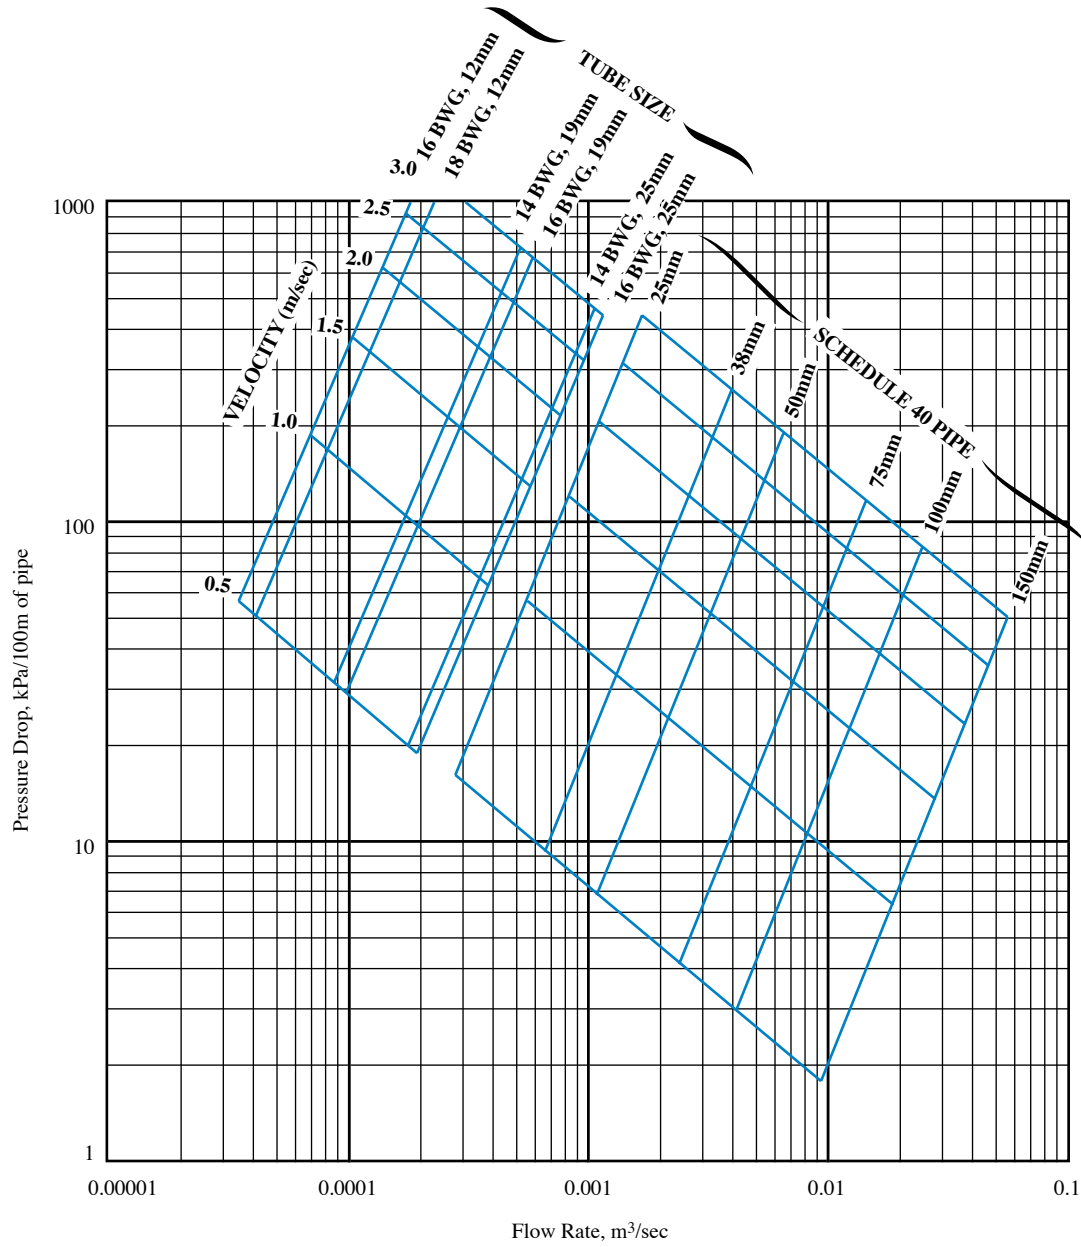 TUBE SIZE
16 BWG, 12mm
18 BWG, 12mm
14 BWG, 19mm
16 BWG, 19mm
14 BWG, 25mm
16 BWG, 25mm
SCHEDULE 40 PIPE
25mm
38mm
50mm
75mm
100mm
150mm
VELOCITY (m/sec)
3.0
2.5
2.0
1.5
1.0
0.5
Pressure Drop, kPa/100m of pipe
1000
100
10
1
0.00001
0.0001
0.001
0.01
0.1
Flow Rate, m³/sec